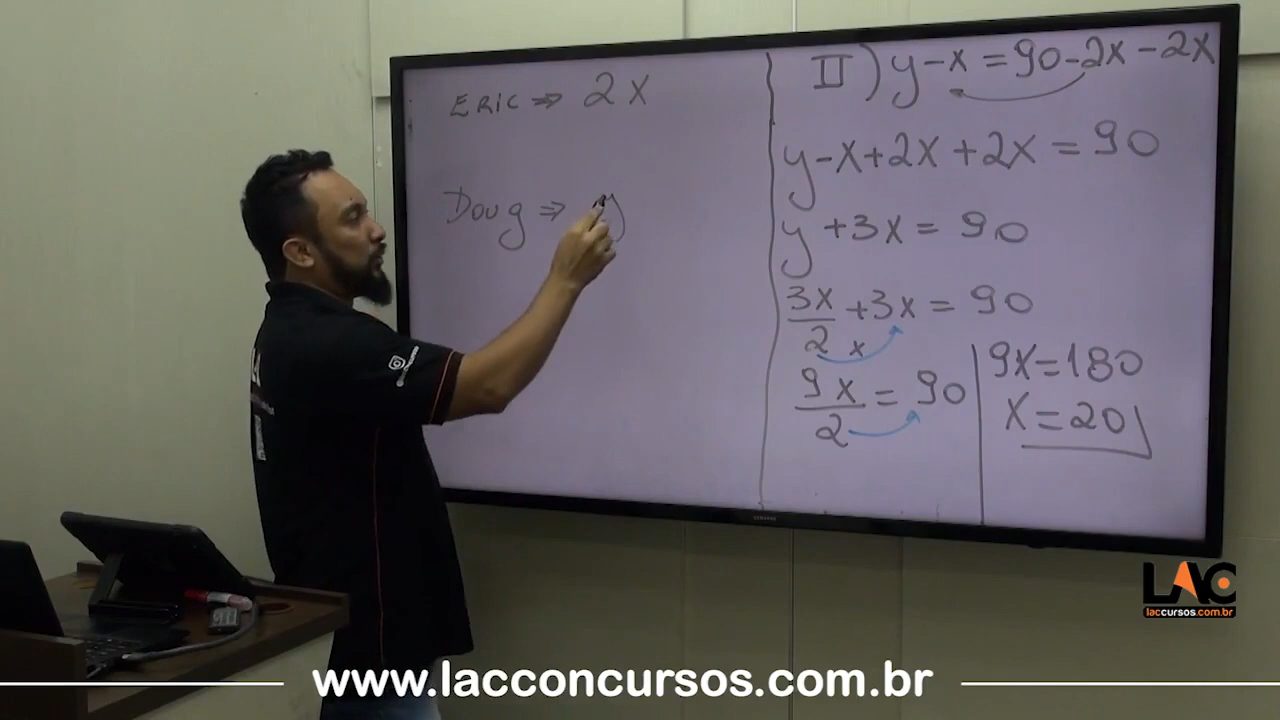 ERIC ⇒ 2X
Doug ⇒ y
II) y-x = 90-2x-2x
y-x+2x+2x = 90
y+3x = 90
3x/2 + 3x = 90
x
9x/2 = 90
9x=180
x=20
SAMSUNG
LAC
laccursos.com.br
www.lacconcursos.com.br